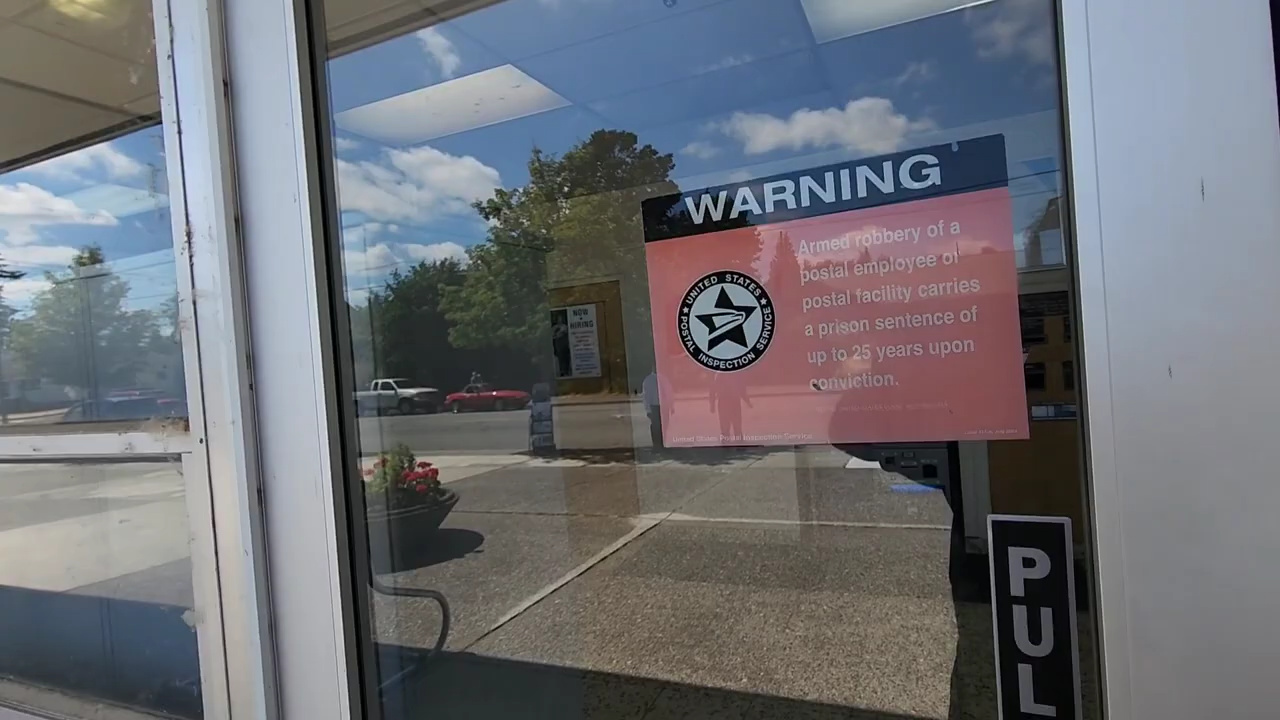 WARNING
Armed robbery of a
postal employee or
postal facility carries
a prison sentence of
up to 25 years upon
conviction.
UNITED STATES
POSTAL INSPECTION SERVICE
United States Postal Inspection Service
NOW
HIRING
PUL